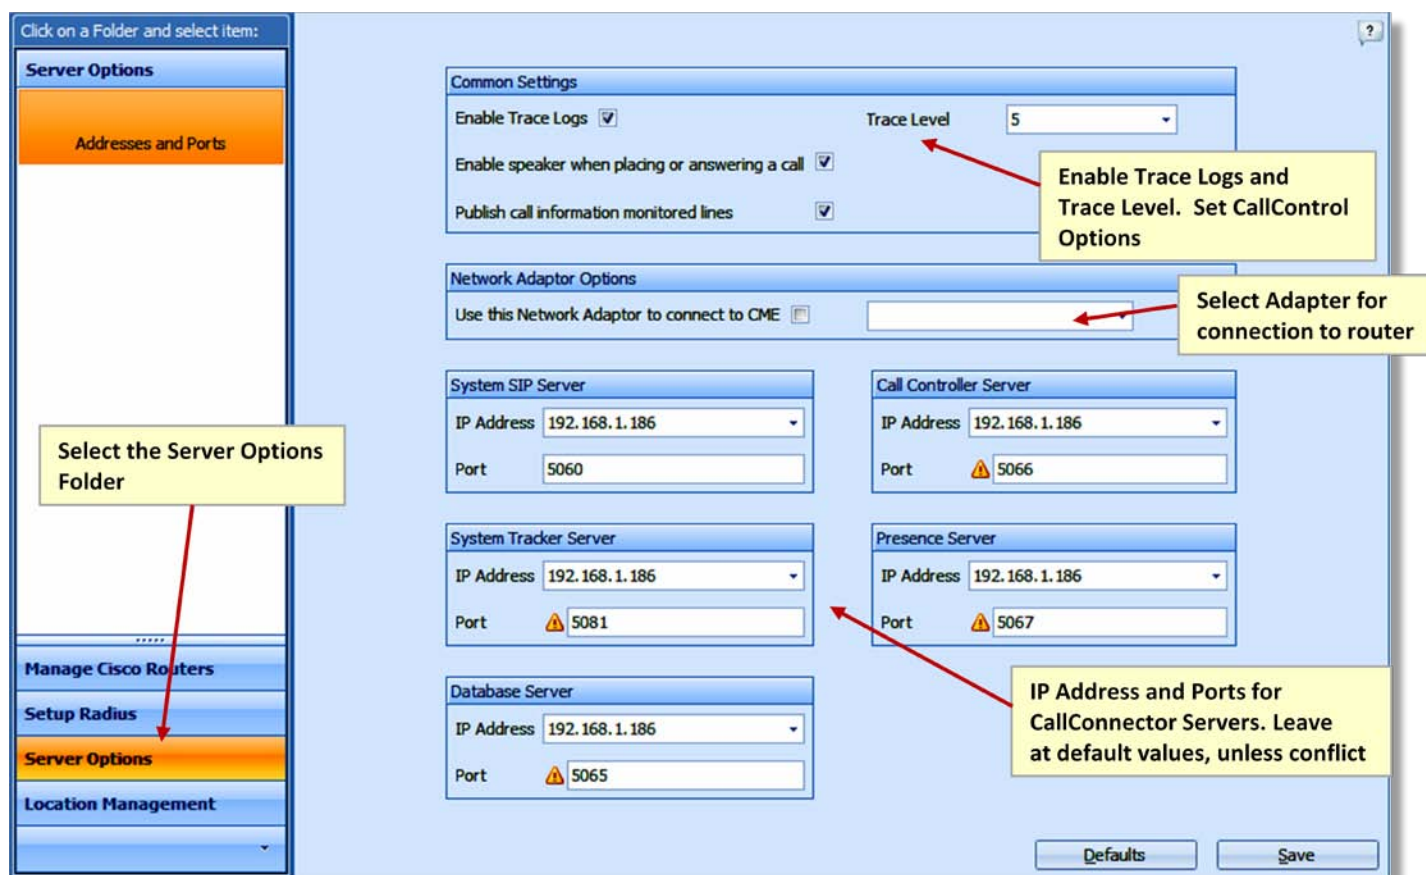 Click on a Folder and select item:
Server Options
Addresses and Ports
Select the Server Options
Folder
Manage Cisco Routers
Setup Radius
Server Options
Location Management
?
Common Settings
Enable Trace Logs
Trace Level 5
Enable speaker when placing or answering a call
Publish call information monitored lines
Enable Trace Logs and
Trace Level. Set CallControl
Options
Network Adaptor Options
Use this Network Adaptor to connect to CME
Select Adapter for
connection to router
System SIP Server
IP Address 192.168.1.186
Port 5060
Call Controller Server
IP Address 192.168.1.186
Port 5066
System Tracker Server
IP Address 192.168.1.186
Port 5081
Presence Server
IP Address 192.168.1.186
Port 5067
Database Server
IP Address 192.168.1.186
Port 5065
IP Address and Ports for
CallConnector Servers. Leave
at default values, unless conflict
Defaults
Save